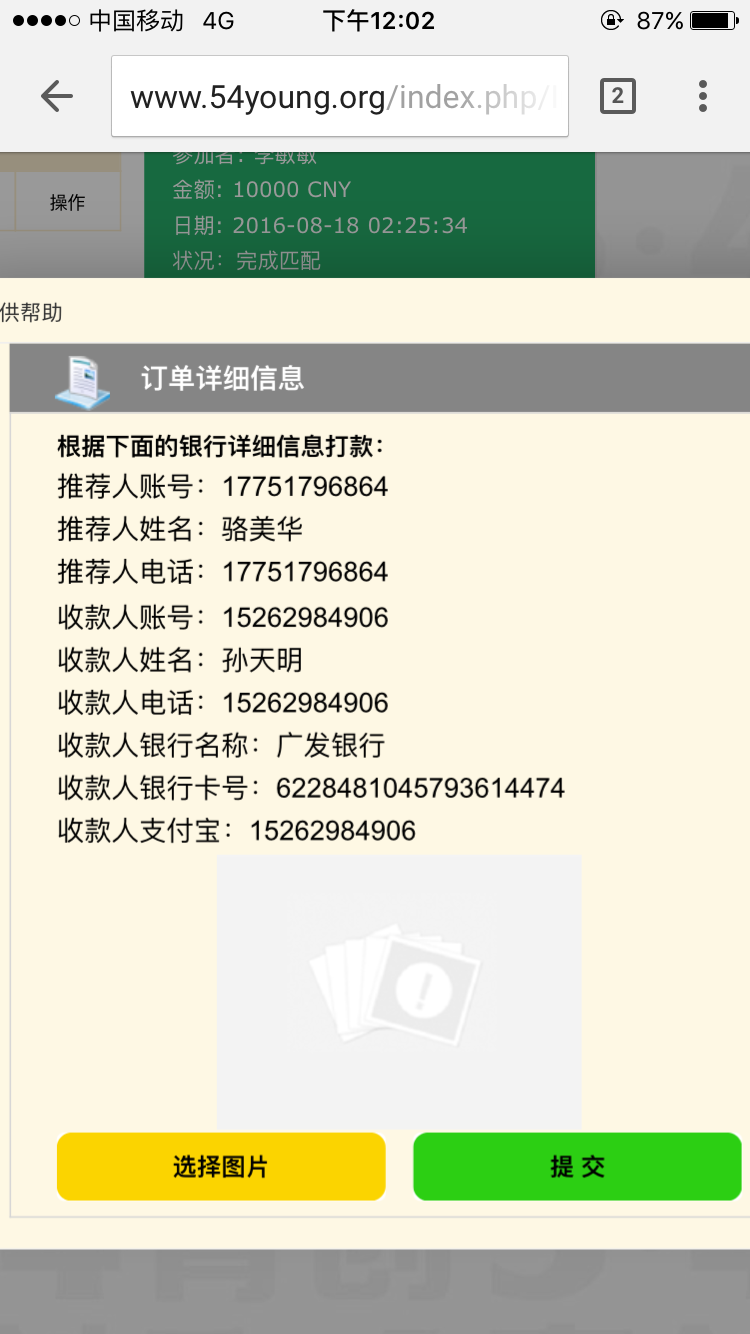 中国移动 4G 下午12:02 87%
www.54young.org/index.php/
2
参加者：李敏敏
操作
金额: 10000 CNY
日期: 2016-08-18 02:25:34
状况：完成匹配
供帮助
订单详细信息
根据下面的银行详细信息打款：
推荐人账号：17751796864
推荐人姓名：骆美华
推荐人电话：17751796864
收款人账号：15262984906
收款人姓名：孙天明
收款人电话：15262984906
收款人银行名称：广发银行
收款人银行卡号：6228481045793614474
收款人支付宝：15262984906
选择图片
提 交